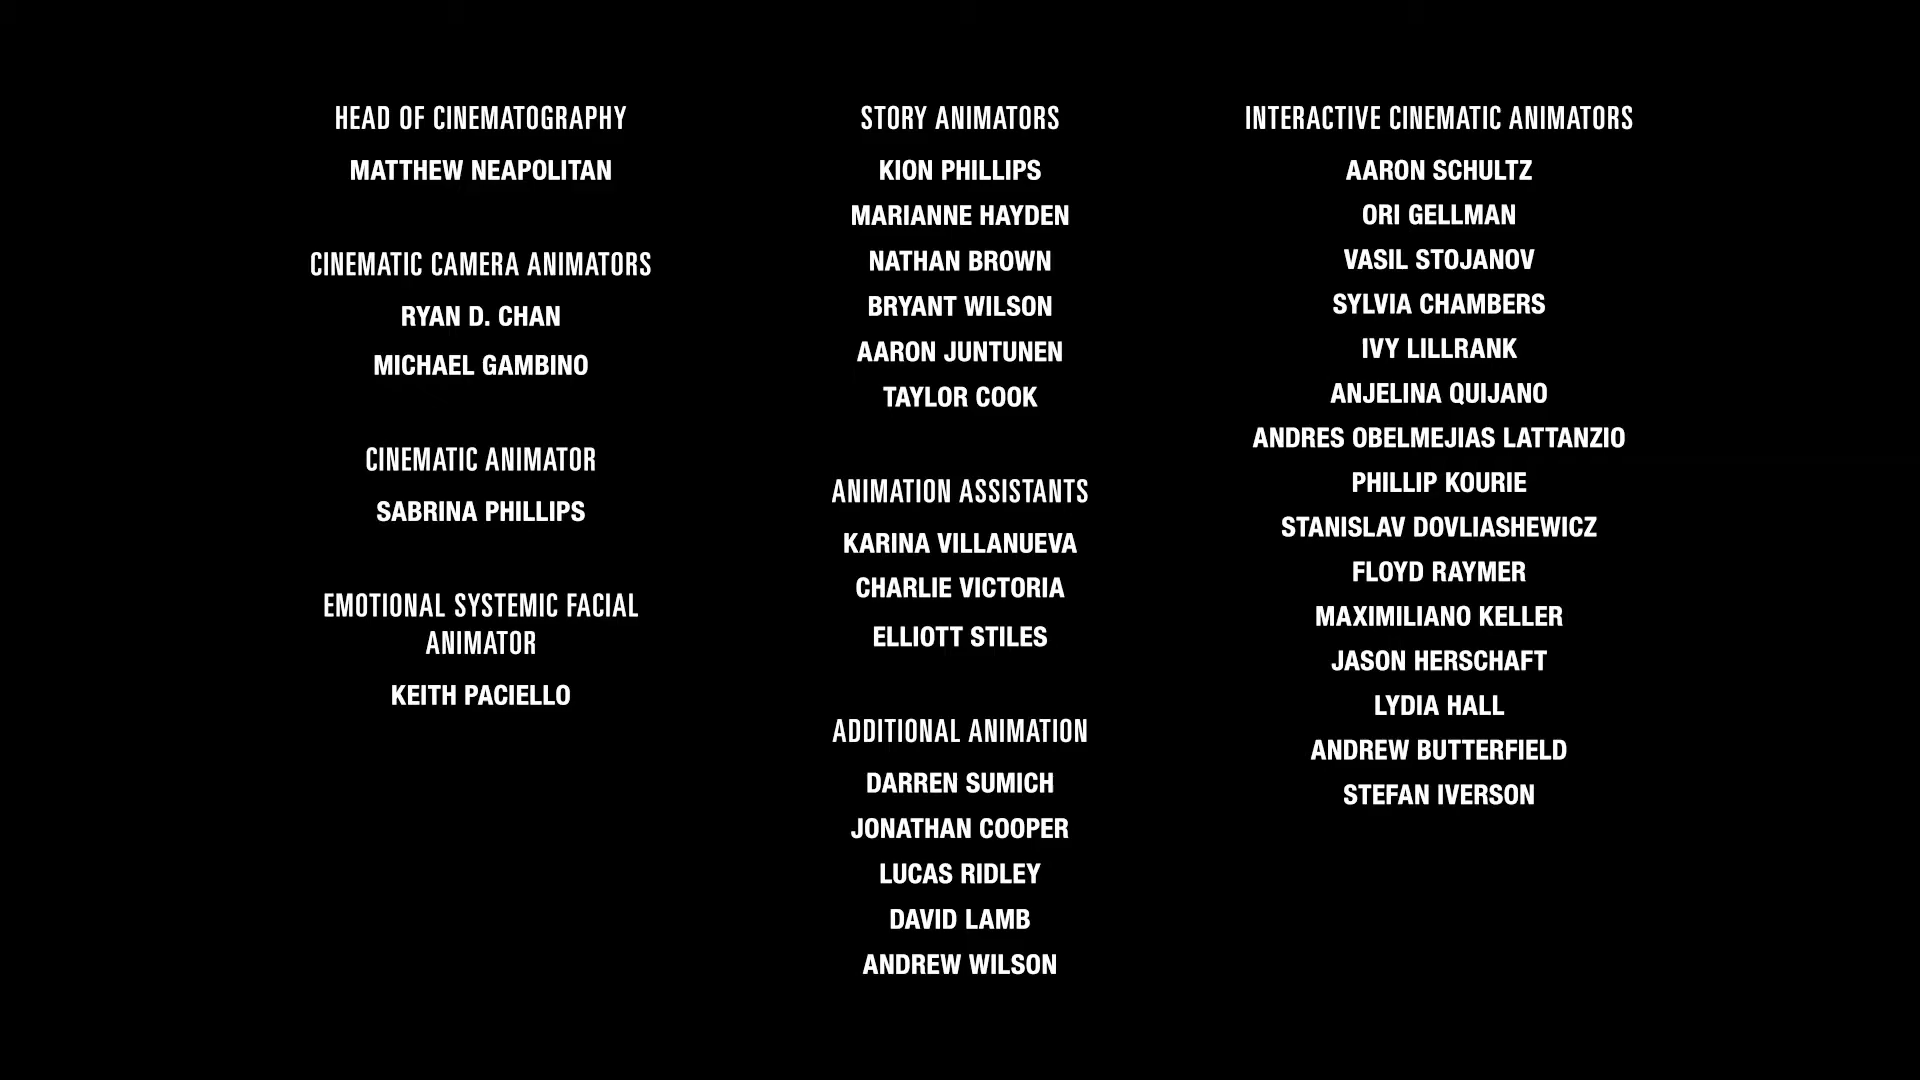 HEAD OF CINEMATOGRAPHY
MATTHEW NEAPOLITAN
CINEMATIC CAMERA ANIMATORS
RYAN D. CHAN
MICHAEL GAMBINO
CINEMATIC ANIMATOR
SABRINA PHILLIPS
EMOTIONAL SYSTEMIC FACIAL
ANIMATOR
KEITH PACIELLO
STORY ANIMATORS
KION PHILLIPS
MARIANNE HAYDEN
NATHAN BROWN
BRYANT WILSON
AARON JUNTUNEN
TAYLOR COOK
ANIMATION ASSISTANTS
KARINA VILLANUEVA
CHARLIE VICTORIA
ELLIOTT STILES
ADDITIONAL ANIMATION
DARREN SUMICH
JONATHAN COOPER
LUCAS RIDLEY
DAVID LAMB
ANDREW WILSON
INTERACTIVE CINEMATIC ANIMATORS
AARON SCHULTZ
ORI GELLMAN
VASIL STOJANOV
SYLVIA CHAMBERS
IVY LILLRANK
ANJELINA QUIJANO
ANDRES OBELMEJIAS LATTANZIO
PHILLIP KOURIE
STANISLAV DOVLIASHEWICZ
FLOYD RAYMER
MAXIMILIANO KELLER
JASON HERSCHAFT
LYDIA HALL
ANDREW BUTTERFIELD
STEFAN IVERSON